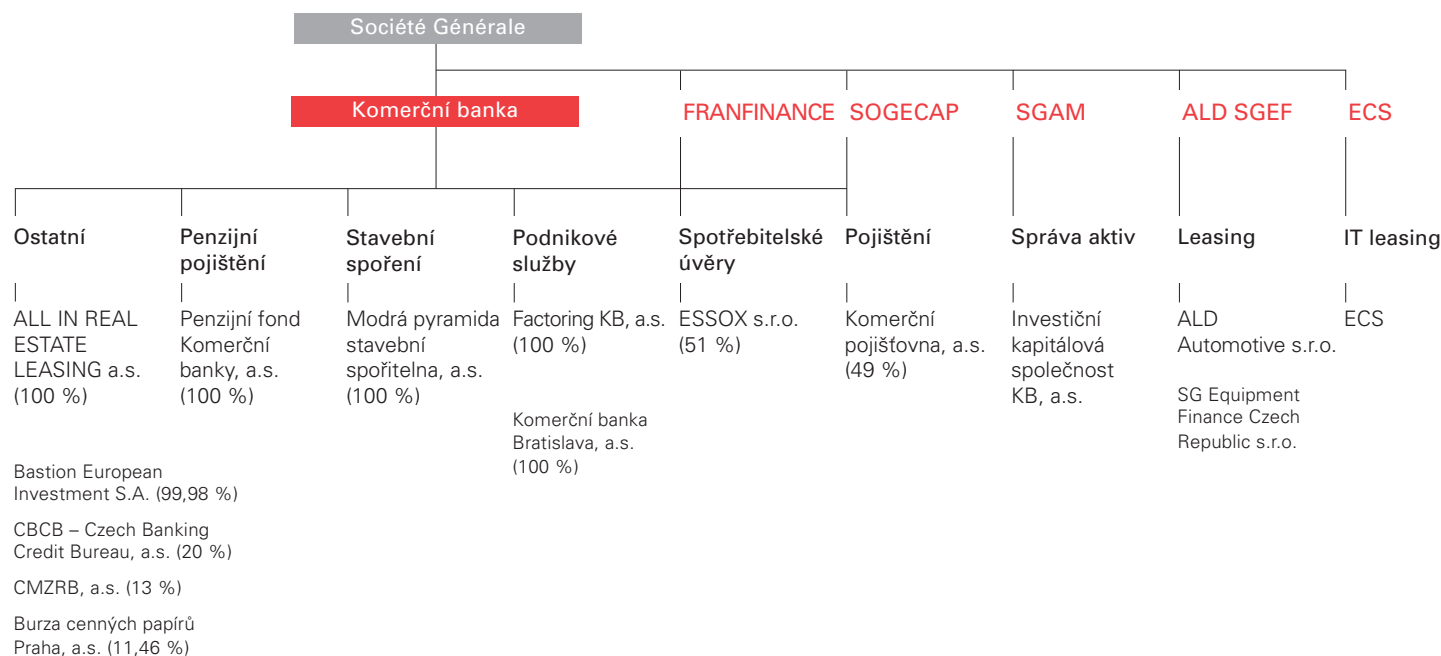 Société Générale
Komerční banka
FRANFINANCE
SOGECAP
SGAM
ALD SGEF
ECS
Ostatní
ALL IN REAL
ESTATE
LEASING a.s.
(100 %)
Bastion European
Investment S.A. (99,98 %)
CBCB – Czech Banking
Credit Bureau, a.s. (20 %)
CMZRB, a.s. (13 %)
Burza cenných papírů
Praha, a.s. (11,46 %)
Penzijní
pojištění
Penzijní fond
Komerční
banky, a.s.
(100 %)
Stavební
spoření
Modrá pyramida
stavební
spořitelna, a.s.
(100 %)
Podnikové
služby
Factoring KB, a.s.
(100 %)
Komerční banka
Bratislava, a.s.
(100 %)
Spotřebitelské
úvěry
ESSOX s.r.o.
(51 %)
Pojištění
Komerční
pojišťovna, a.s.
(49 %)
Správa aktiv
Investiční
kapitálová
společnost
KB, a.s.
Leasing
ALD
Automotive s.r.o.
SG Equipment
Finance Czech
Republic s.r.o.
IT leasing
ECS